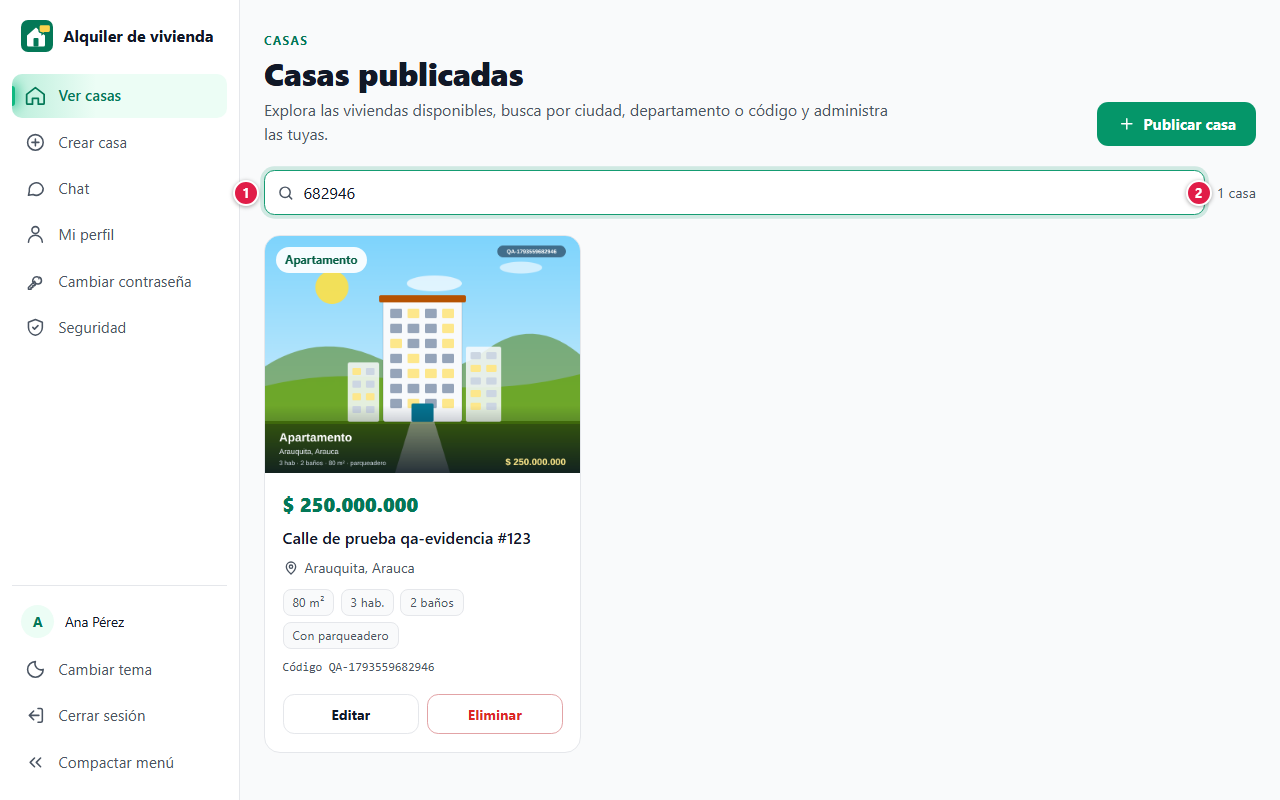 Alquiler de vivienda
Ver casas
Crear casa
Chat
Mi perfil
Cambiar contraseña
Seguridad
A
Ana Pérez
Cambiar tema
Cerrar sesión
Compactar menú
CASAS
Casas publicadas
Explora las viviendas disponibles, busca por ciudad, departamento o código y administra
las tuyas.
Publicar casa
1
682946
2
1 casa
Apartamento
QA-1793559682946
Apartamento
Arauquita, Arauca
3 hab · 2 baños · 80 m² · parqueadero
$ 250.000.000
$ 250.000.000
Calle de prueba qa-evidencia #123
Arauquita, Arauca
80 m²
3 hab.
2 baños
Con parqueadero
Código QA-1793559682946
Editar
Eliminar